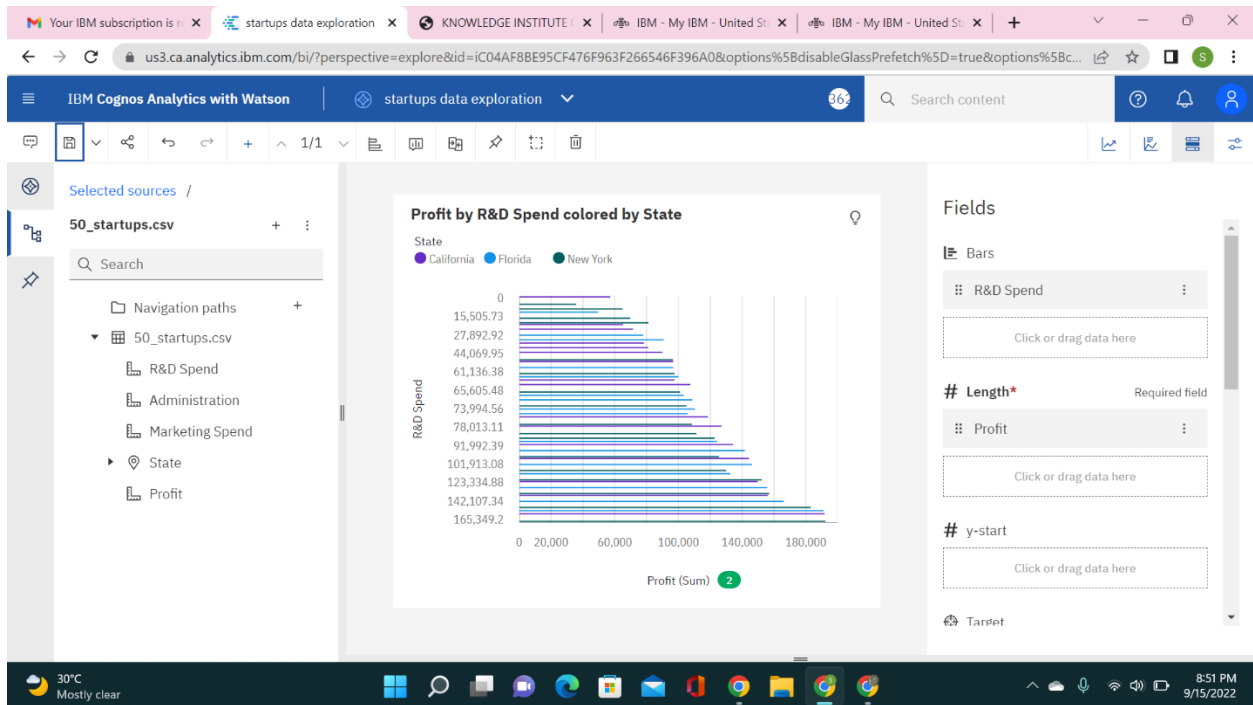 Your IBM subscription is r
startups data exploration
KNOWLEDGE INSTITUTE
IBM - My IBM - United St
IBM - My IBM - United St
us3.ca.analytics.ibm.com/bi/?perspective=explore&id=iC04AF8BE95CF476F963F266546F396A0&options%5BdisableGlassPrefetch%5D=true&options%5Bc...
S
IBM Cognos Analytics with Watson
startups data exploration
362
Search content
1/1
Selected sources /
50_startups.csv
Search
Navigation paths
50_startups.csv
R&D Spend
Administration
Marketing Spend
State
Profit
Profit by R&D Spend colored by State
State
California Florida New York
R&D Spend
0
15,505.73
27,892.92
44,069.95
61,136.38
65,605.48
73,994.56
78,013.11
91,992.39
101,913.08
123,334.88
142,107.34
165,349.2
0 20,000 60,000 100,000 140,000 180,000
Profit (Sum) 2
Fields
Bars
R&D Spend
Click or drag data here
# Length* Required field
Profit
Click or drag data here
# y-start
Click or drag data here
Target
30°C
Mostly clear
8:51 PM
9/15/2022